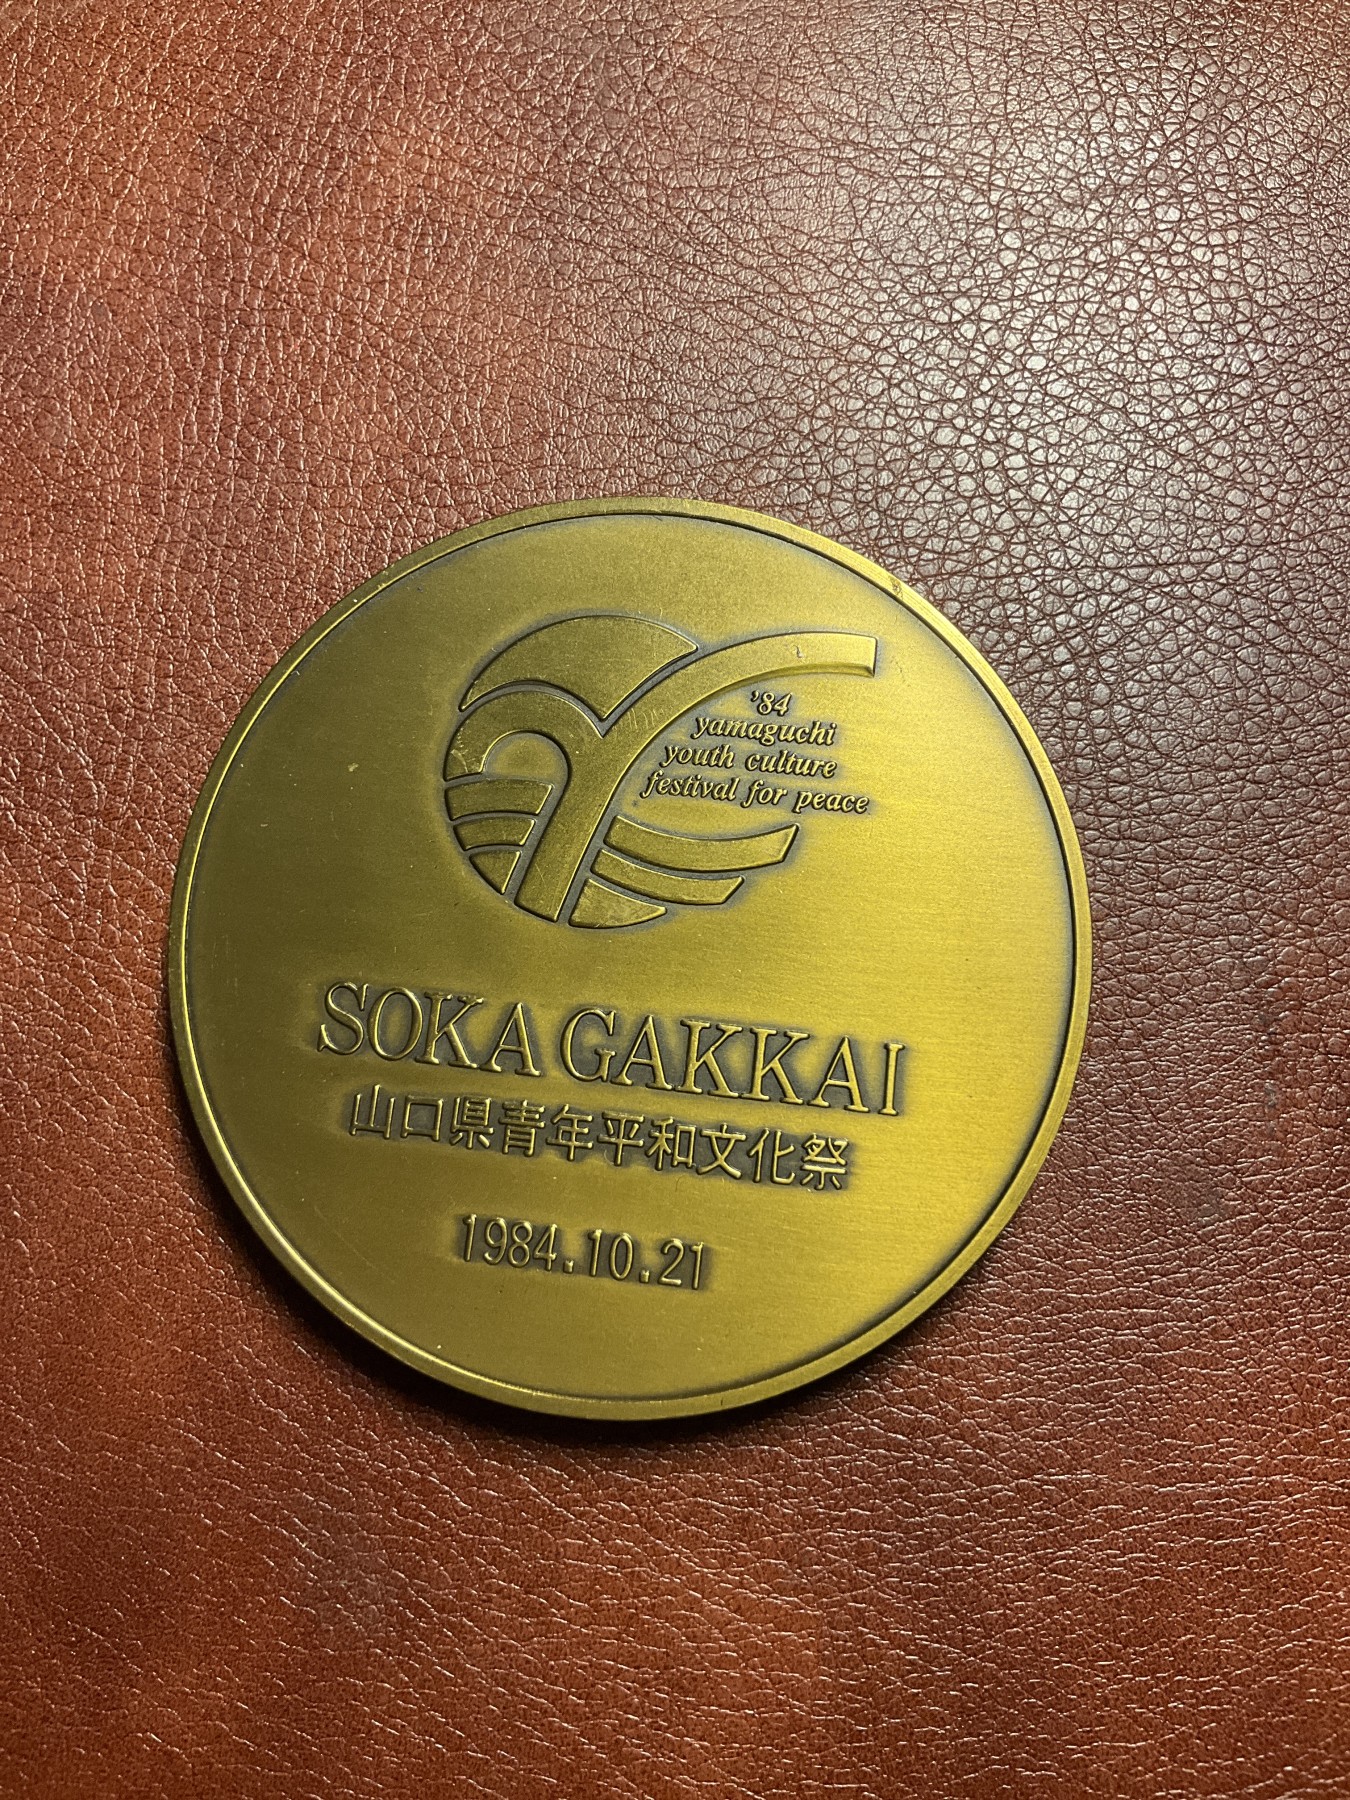 '84
yamaguchi
youth culture
festival for peace
SOKA GAKKAI
山口県青年平和文化祭
1984.10.21